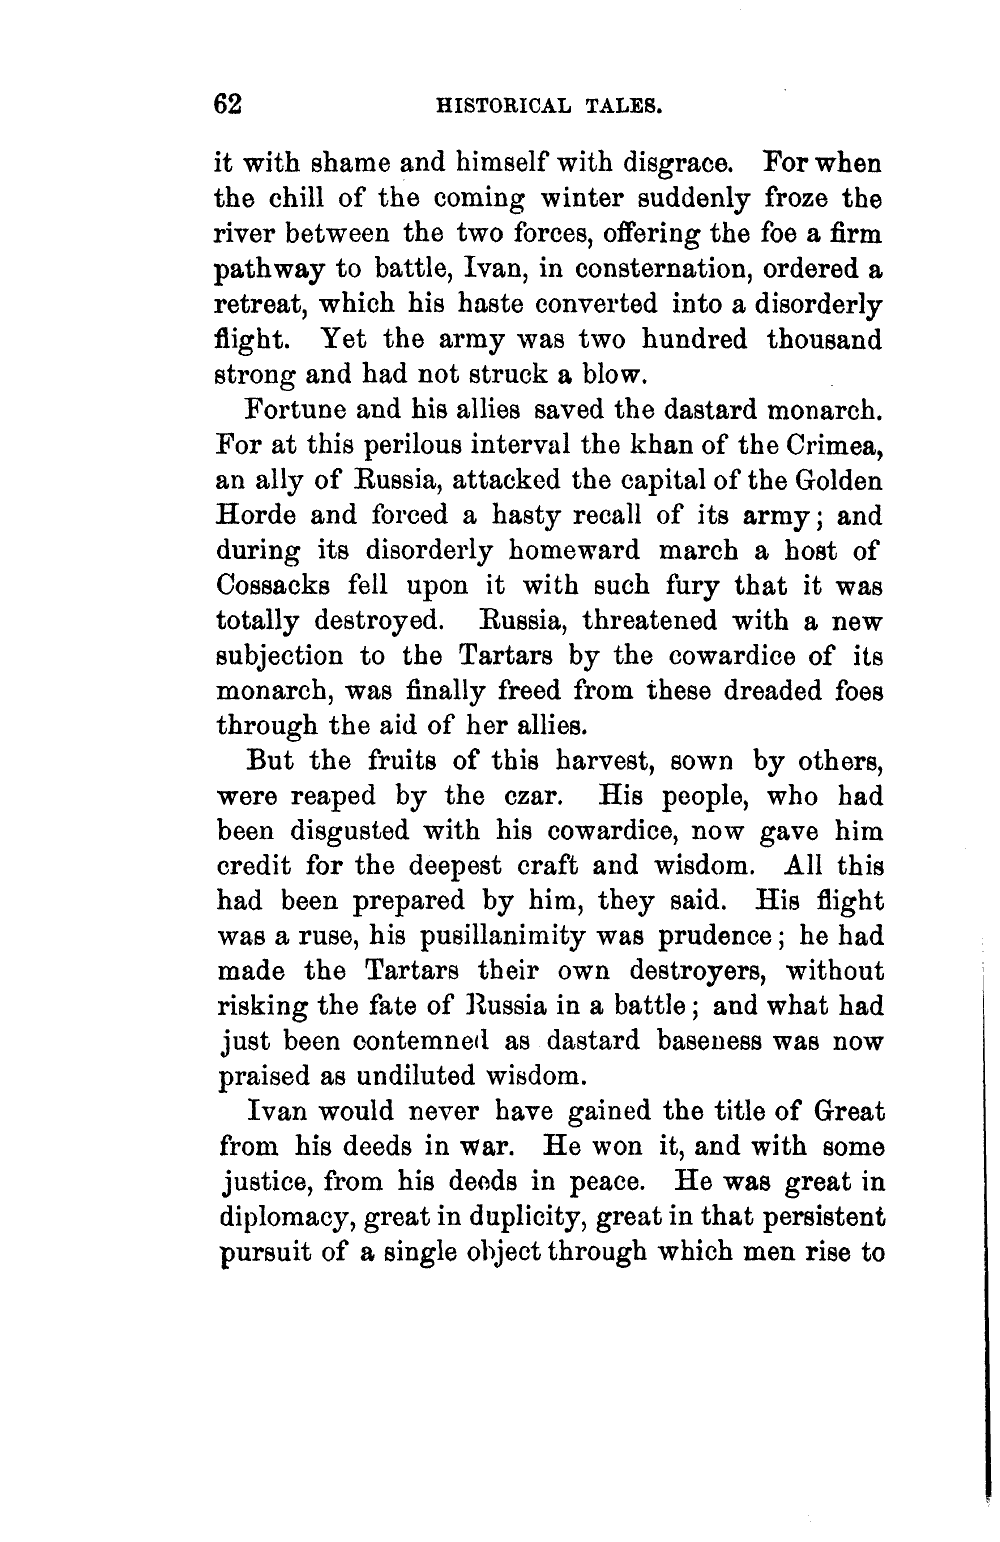 62 HISTORICAL TALES.
it with shame and himself with disgrace. For when
the chill of the coming winter suddenly froze the
river between the two forces, offering the foe a firm
pathway to battle, Ivan, in consternation, ordered a
retreat, which his haste converted into a disorderly
flight. Yet the army was two hundred thousand
strong and had not struck a blow.
Fortune and his allies saved the dastard monarch.
For at this perilous interval the khan of the Crimea,
an ally of Russia, attacked the capital of the Golden
Horde and forced a hasty recall of its army; and
during its disorderly homeward march a host of
Cossacks fell upon it with such fury that it was
totally destroyed. Russia, threatened with a new
subjection to the Tartars by the cowardice of its
monarch, was finally freed from these dreaded foes
through the aid of her allies.
But the fruits of this harvest, sown by others,
were reaped by the czar. His people, who had
been disgusted with his cowardice, now gave him
credit for the deepest craft and wisdom. All this
had been prepared by him, they said. His flight
was a ruse, his pusillanimity was prudence; he had
made the Tartars their own destroyers, without
risking the fate of Russia in a battle; and what had
just been contemned as dastard baseness was now
praised as undiluted wisdom.
Ivan would never have gained the title of Great
from his deeds in war. He won it, and with some
justice, from his deeds in peace. He was great in
diplomacy, great in duplicity, great in that persistent
pursuit of a single object through which men rise to